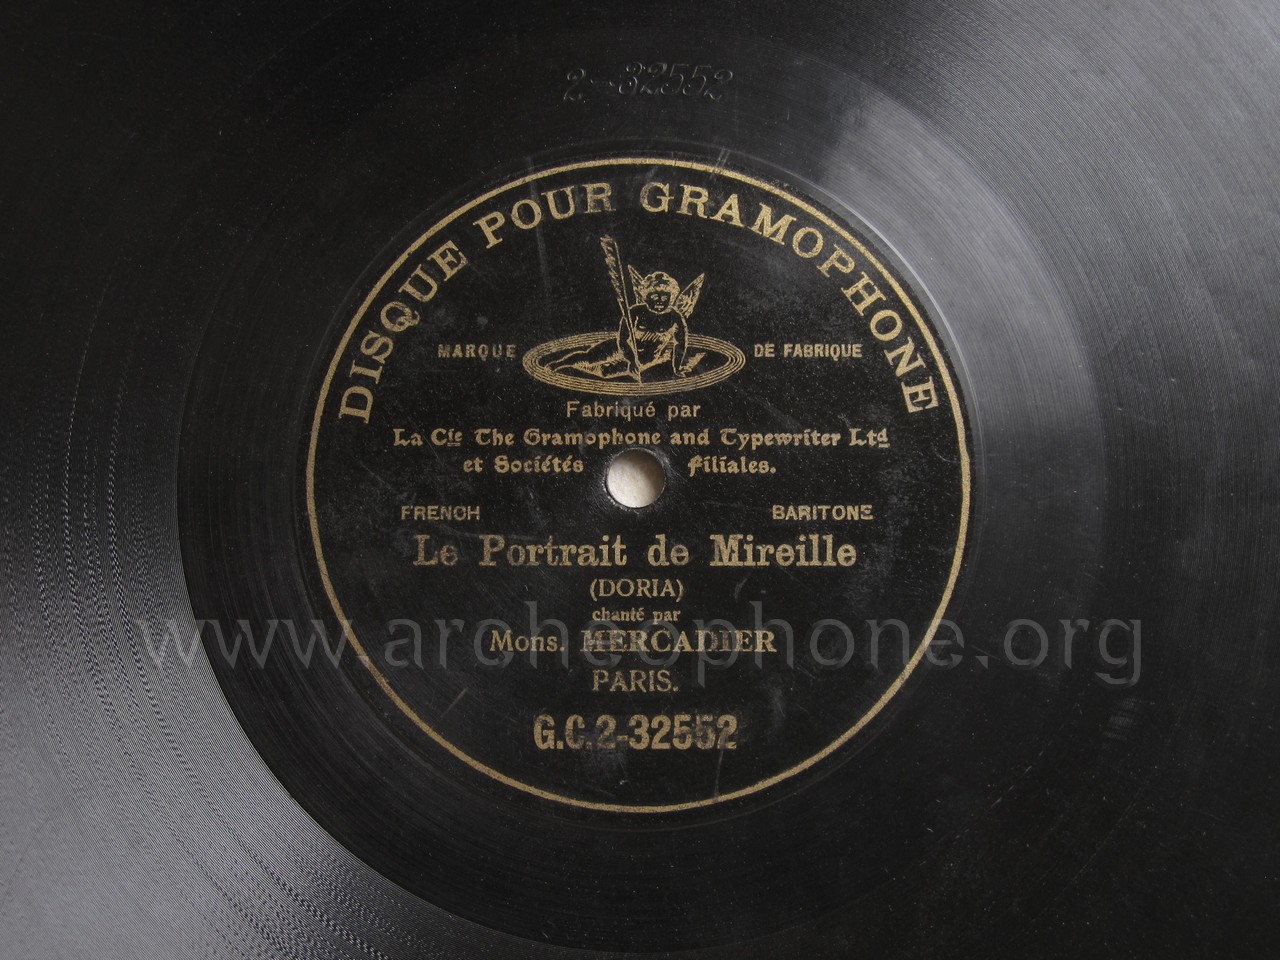 2-32552
DISQUE POUR GRAMOPHONE
MARQUE DE FABRIQUE
Fabriqué par
La Cie The Gramophone and Typewriter Ltd
et Sociétés filiales.
FRENCH BARITONE
Le Portrait de Mireille
(DORIA)
chanté par
Mons. MERCADIER
www.archeophone.org
PARIS.
G.C.2-32552